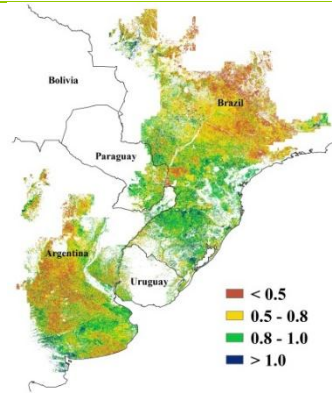 Bolivia
Brazil
Paraguay
Argentina
Uruguay
< 0.5
0.5 - 0.8
0.8 - 1.0
> 1.0